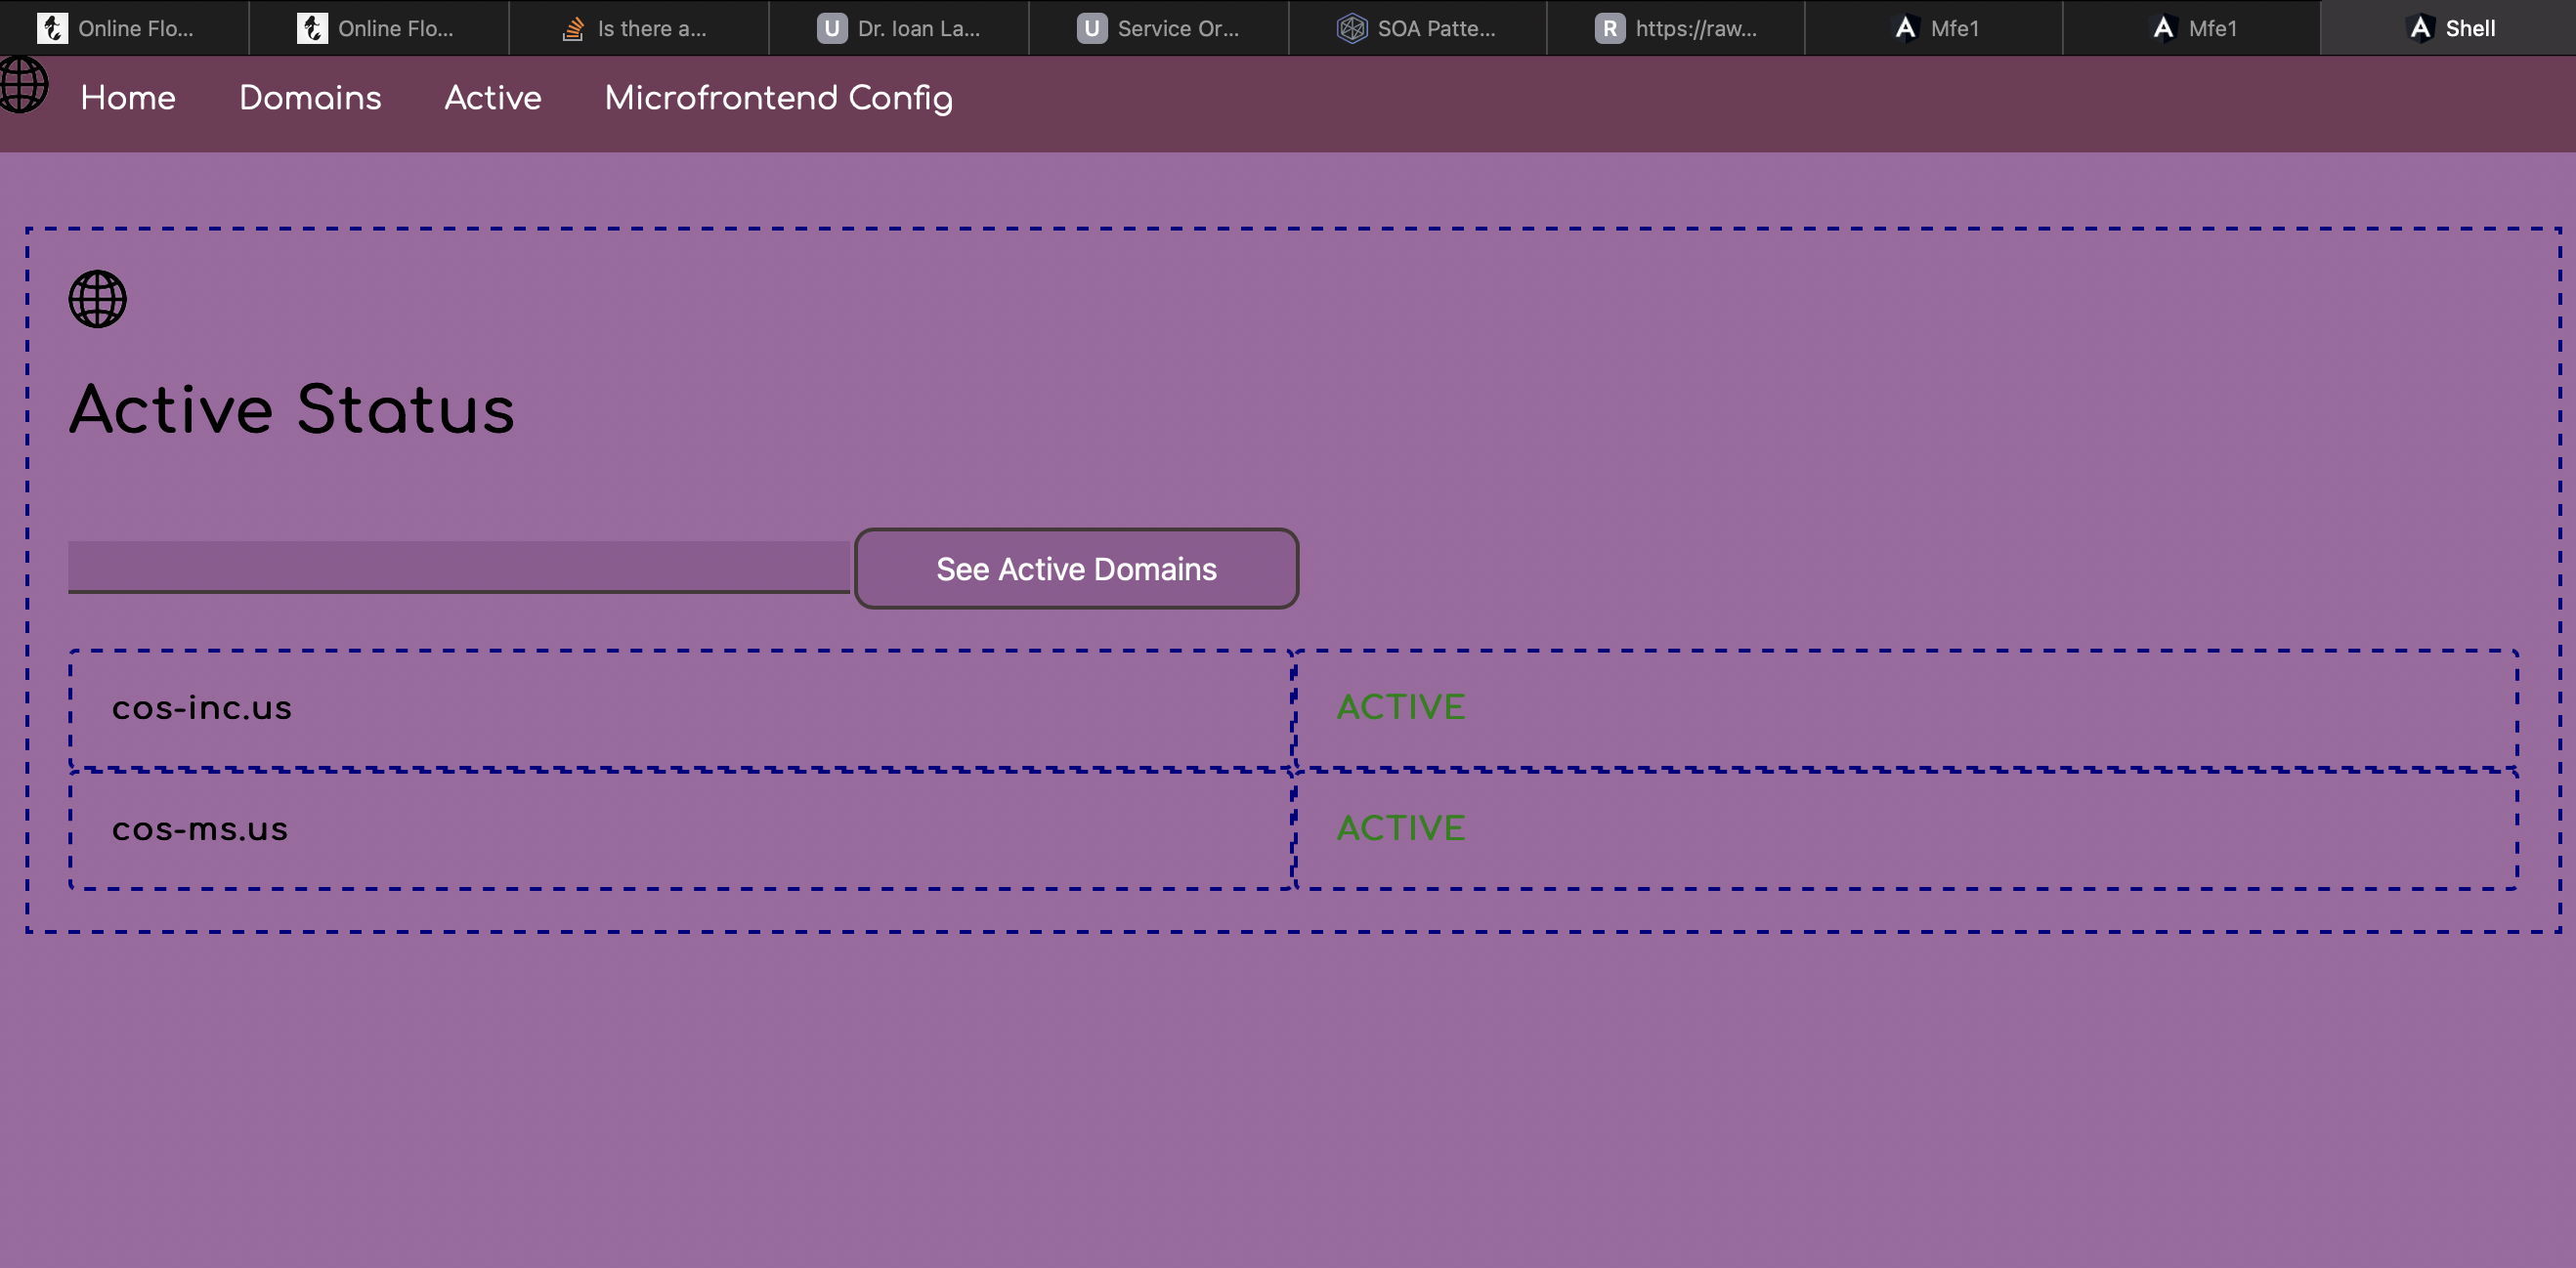 Online Flo... Online Flo... Is there a... U Dr. Ioan La... U Service Or... SOA Patte... R https://raw... Mfe1 Mfe1 Shell
Home Domains Active Microfrontend Config
Active Status
See Active Domains
cos-inc.us ACTIVE
cos-ms.us ACTIVE